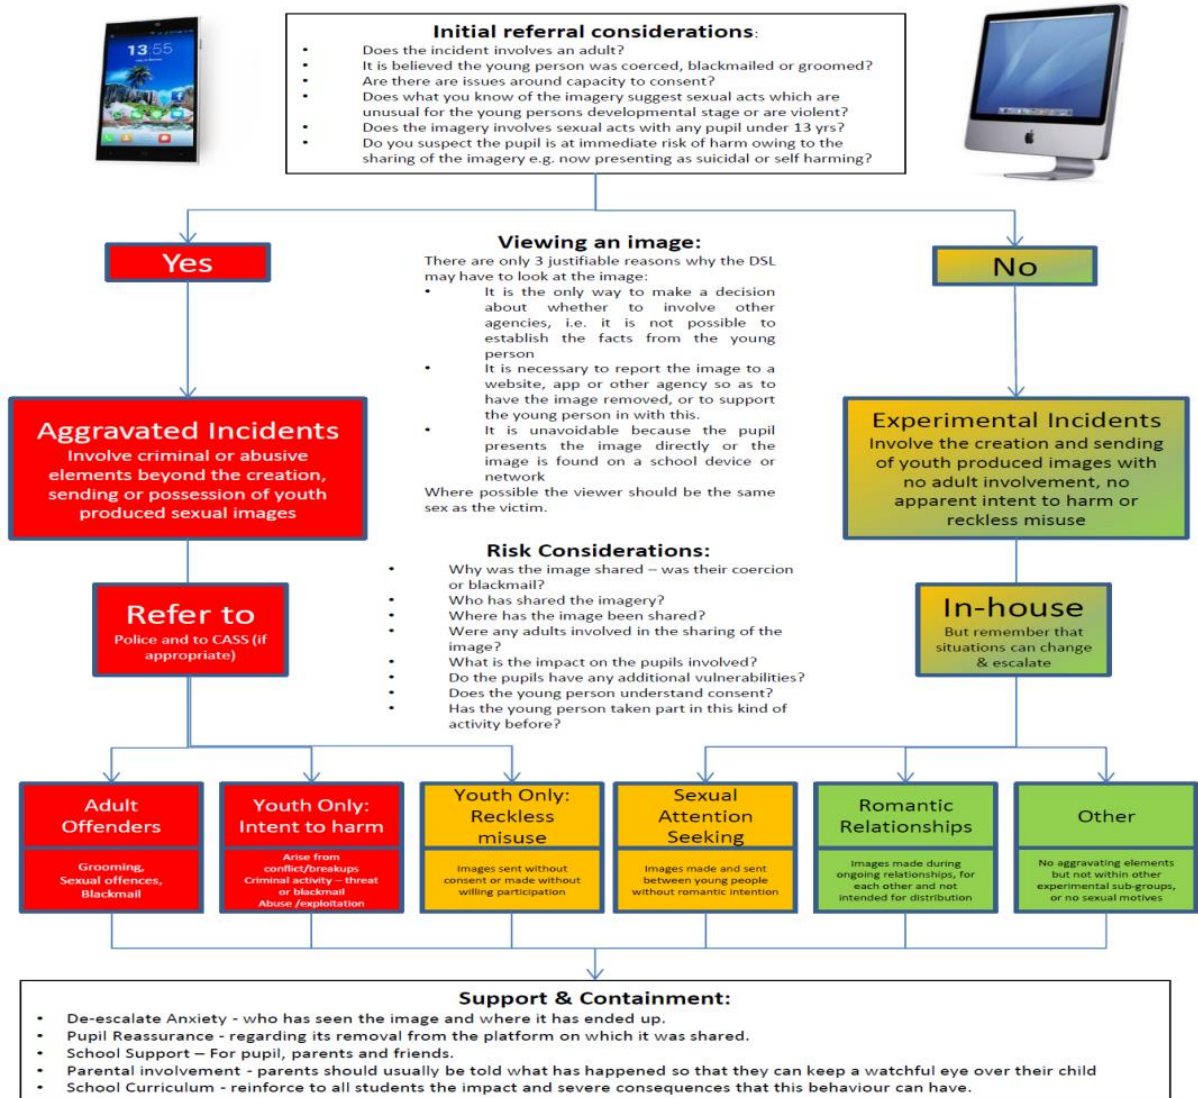 13:55
Initial referral considerations:
• Does the incident involves an adult?
• It is believed the young person was coerced, blackmailed or groomed?
• Are there are issues around capacity to consent?
• Does what you know of the imagery suggest sexual acts which are
unusual for the young persons developmental stage or are violent?
• Does the imagery involves sexual acts with any pupil under 13 yrs?
• Do you suspect the pupil is at immediate risk of harm owing to the
sharing of the imagery e.g. now presenting as suicidal or self harming?
Yes
No
Viewing an image:
There are only 3 justifiable reasons why the DSL
may have to look at the image:
• It is the only way to make a decision
about whether to involve other
agencies, i.e. it is not possible to
establish the facts from the young
person
• It is necessary to report the image to a
website, app or other agency so as to
have the image removed, or to support
the young person in with this.
• It is unavoidable because the pupil
presents the image directly or the
image is found on a school device or
network
Where possible the viewer should be the same
sex as the victim.
Aggravated Incidents
Involve criminal or abusive
elements beyond the creation,
sending or possession of youth
produced sexual images
Experimental Incidents
Involve the creation and sending
of youth produced images with
no adult involvement, no
apparent intent to harm or
reckless misuse
Risk Considerations:
• Why was the image shared – was their coercion
or blackmail?
• Who has shared the imagery?
• Where has the image been shared?
• Were any adults involved in the sharing of the
image?
• What is the impact on the pupils involved?
• Do the pupils have any additional vulnerabilities?
• Does the young person understand consent?
• Has the young person taken part in this kind of
activity before?
Refer to
Police and to CASS (if
appropriate)
In-house
But remember that
situations can change
& escalate
Adult
Offenders
Grooming,
Sexual offences,
Blackmail
Youth Only:
Intent to harm
Arise from
conflict/breakups
Criminal activity – threat
or blackmail
Abuse /exploitation
Youth Only:
Reckless
misuse
Images sent without
consent or made without
willing participation
Sexual
Attention
Seeking
Images made and sent
between young people
without romantic intention
Romantic
Relationships
Images made during
ongoing relationships, for
each other and not
intended for distribution
Other
No aggravating elements
but not within other
experimental sub-groups,
or no sexual motives
Support & Containment:
• De-escalate Anxiety - who has seen the image and where it has ended up.
• Pupil Reassurance - regarding its removal from the platform on which it was shared.
• School Support – For pupil, parents and friends.
• Parental involvement - parents should usually be told what has happened so that they can keep a watchful eye over their child
• School Curriculum - reinforce to all students the impact and severe consequences that this behaviour can have.